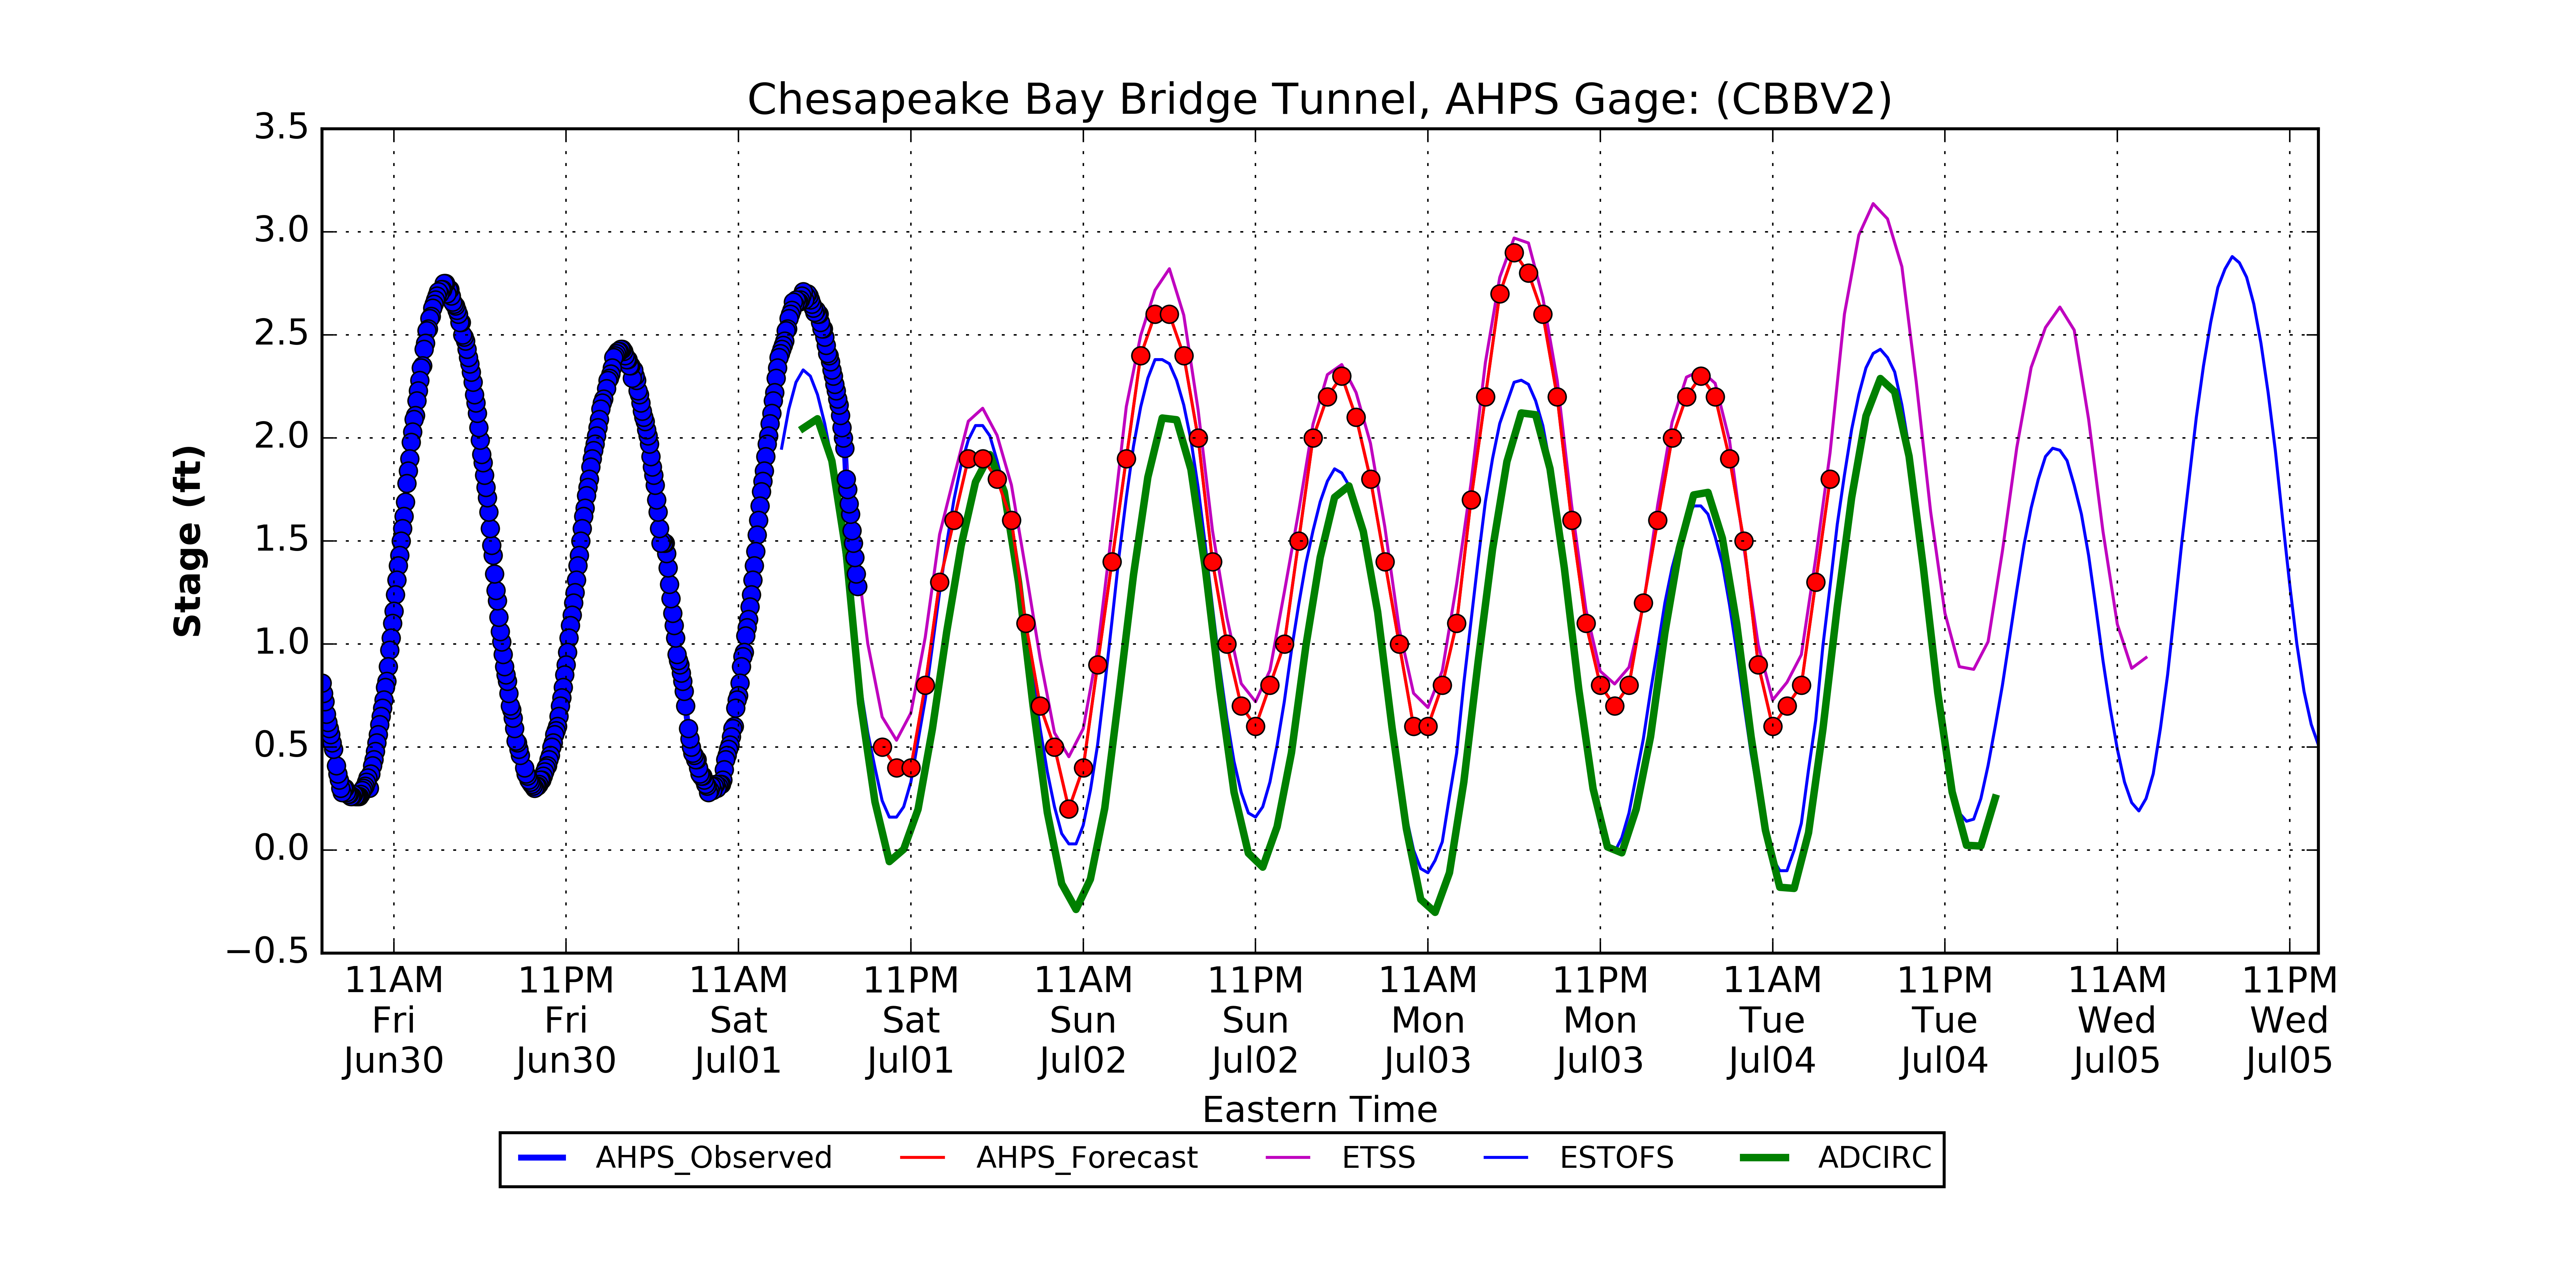 Chesapeake Bay Bridge Tunnel, AHPS Gage: (CBBV2)
3.5
3.0
2.5
2.0
1.5
1.0
0.5
0.0
−0.5
Stage (ft)
11AM 11PM 11AM 11PM 11AM 11PM 11AM 11PM 11AM 11PM 11AM 11PM
Fri Fri Sat Sat Sun Sun Mon Mon Tue Tue Wed Wed
Jun30 Jun30 Jul01 Jul01 Jul02 Jul02 Jul03 Jul03 Jul04 Jul04 Jul05 Jul05
Eastern Time
AHPS_Observed AHPS_Forecast ETSS ESTOFS ADCIRC